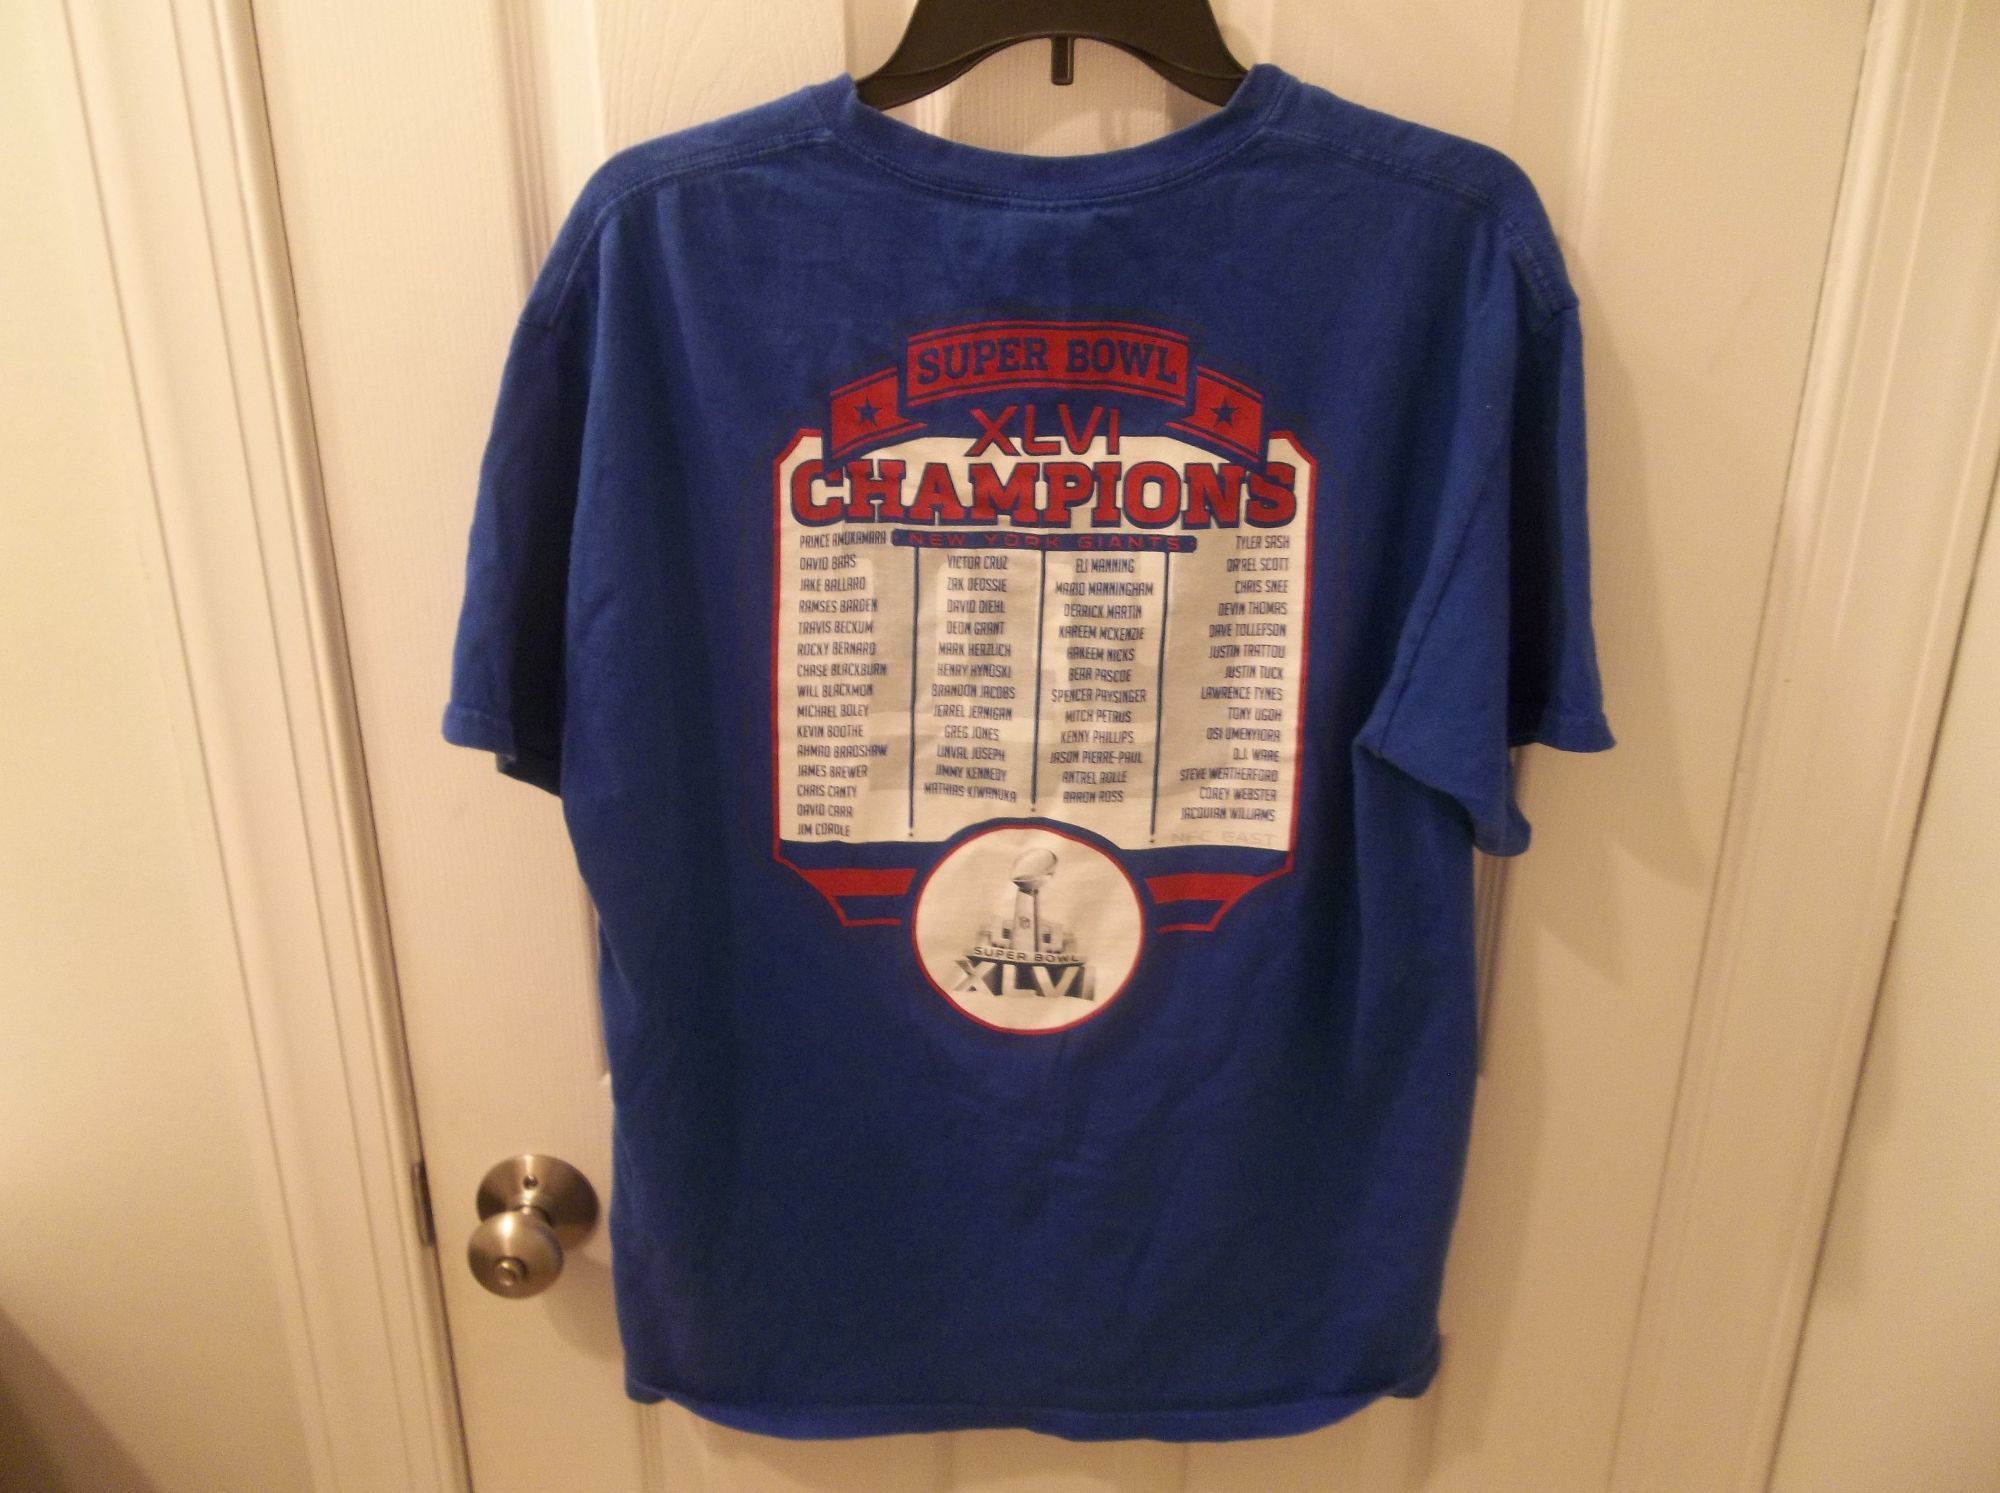 SUPER BOWL
XLVI
CHAMPIONS
NEW YORK GIANTS
PRINCE AMUKAMARA
DAVID BAAS
JAKE BALLARD
RAMSES BARDEN
TRAVIS BECKUM
ROCKY BERNARD
CHASE BLACKBURN
WILL BLACKMON
MICHAEL BOLEY
KEVIN BOOTHE
AHMAD BRADSHAW
JAMES BREWER
CHRIS CANTY
DAVID CARR
JIM CORDLE
VICTOR CRUZ
ZAK DEOSSIE
DAVID DIEHL
DEON GRANT
MARK HERZLICH
HENRY HYNOSKI
BRANDON JACOBS
JERREL JERNIGAN
GREG JONES
LINVAL JOSEPH
JIMMY KENNEDY
MATHIAS KIWANUKA
ELI MANNING
MARIO MANNINGHAM
DERRICK MARTIN
KAREEM MCKENZIE
HAKEEM NICKS
BEAR PASCOE
SPENCER PAYSINGER
MITCH PETRUS
KENNY PHILLIPS
JASON PIERRE-PAUL
ANTREL ROLLE
AARON ROSS
TYLER SASH
DA'REL SCOTT
CHRIS SNEE
DEVIN THOMAS
DAVE TOLLEFSON
JUSTIN TRATTOU
JUSTIN TUCK
LAWRENCE TYNES
TONY UGOH
OSI UMENYIORA
D.J. WARE
STEVE WEATHERFORD
COREY WEBSTER
JACQUIAN WILLIAMS
NFC EAST
SUPER BOWL
XLVI